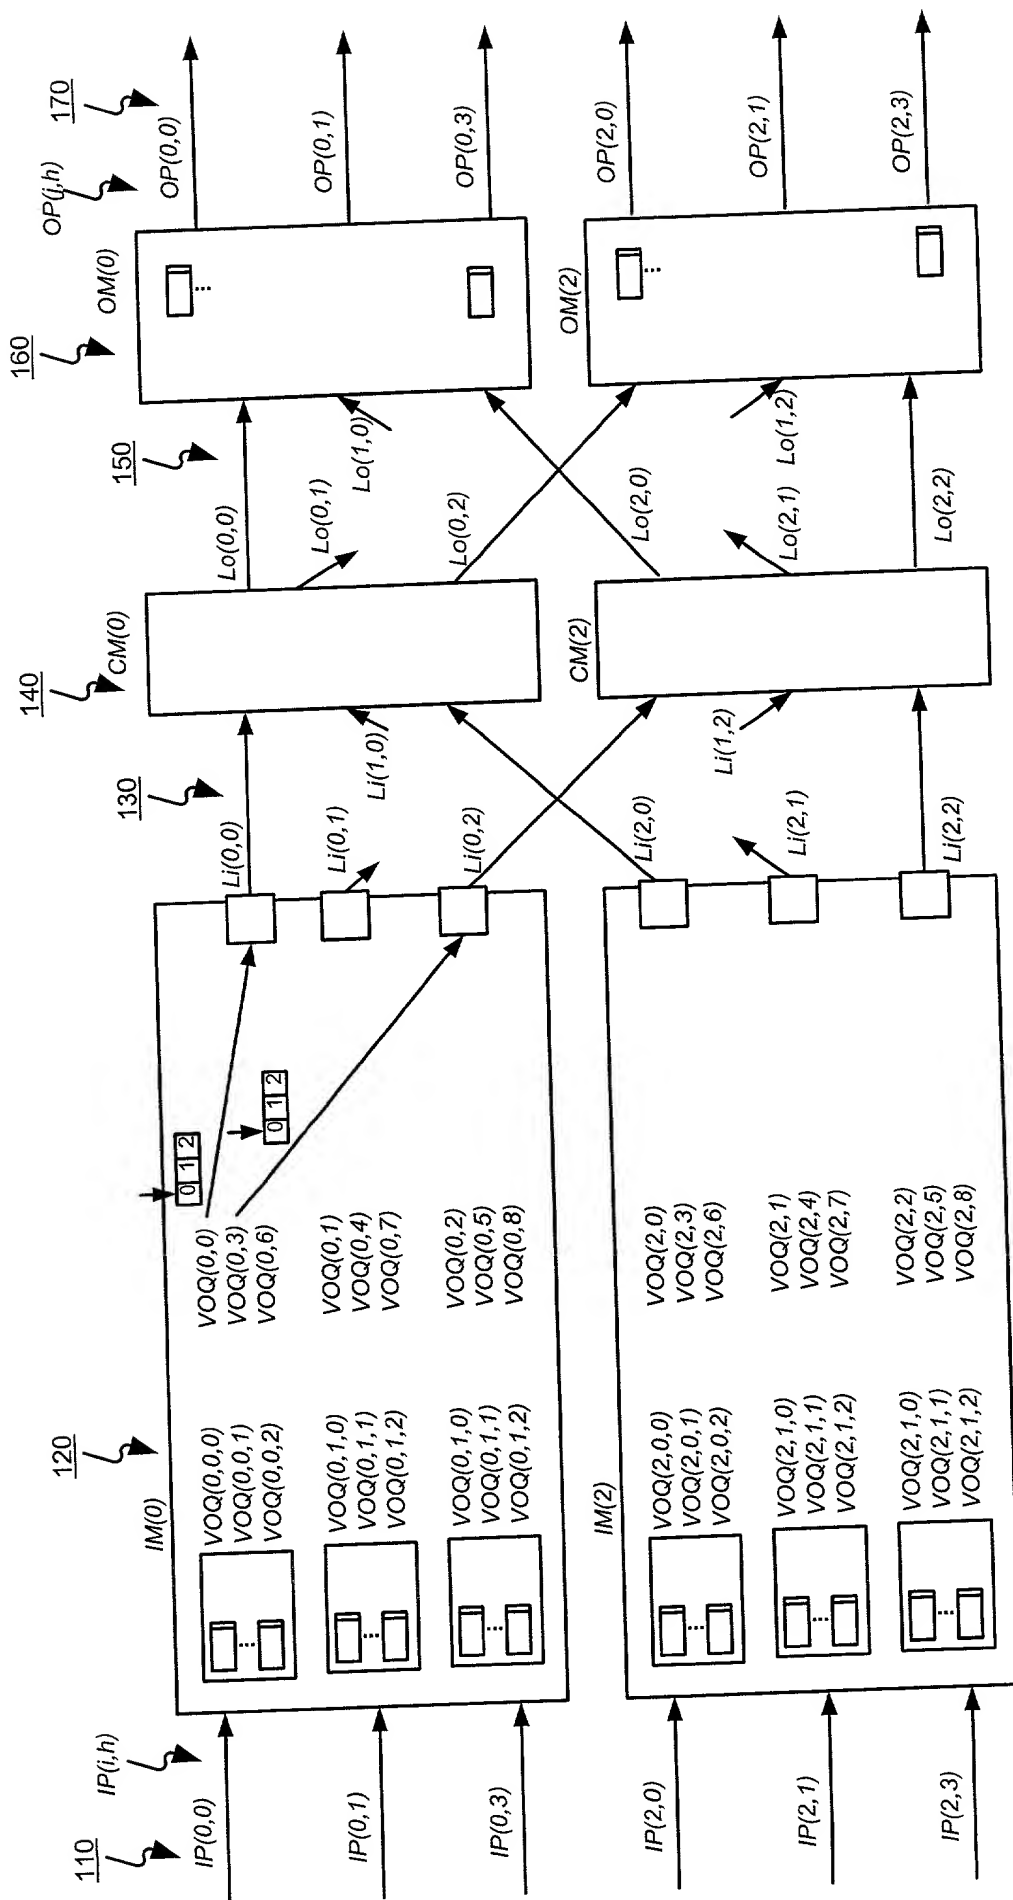 110
IP(i,h)
IP(0,0)
IP(0,1)
IP(0,3)
IP(2,0)
IP(2,1)
IP(2,3)
120
IM(0)
VOQ(0,0,0)
VOQ(0,0,1)
VOQ(0,0,2)
VOQ(0,1,0)
VOQ(0,1,1)
VOQ(0,1,2)
VOQ(0,1,0)
VOQ(0,1,1)
VOQ(0,1,2)
VOQ(0,0)
VOQ(0,3)
VOQ(0,6)
VOQ(0,1)
VOQ(0,4)
VOQ(0,7)
VOQ(0,2)
VOQ(0,5)
VOQ(0,8)
0 1 2
0 1 2
IM(2)
VOQ(2,0,0)
VOQ(2,0,1)
VOQ(2,0,2)
VOQ(2,1,0)
VOQ(2,1,1)
VOQ(2,1,2)
VOQ(2,1,0)
VOQ(2,1,1)
VOQ(2,1,2)
VOQ(2,0)
VOQ(2,3)
VOQ(2,6)
VOQ(2,1)
VOQ(2,4)
VOQ(2,7)
VOQ(2,2)
VOQ(2,5)
VOQ(2,8)
130
Li(0,0)
Li(0,1)
Li(1,0)
Li(0,2)
Li(2,0)
Li(1,2)
Li(2,1)
Li(2,2)
140
CM(0)
CM(2)
150
Lo(0,0)
Lo(0,1)
Lo(1,0)
Lo(0,2)
Lo(2,0)
Lo(2,1)
Lo(1,2)
Lo(2,2)
160
OM(0)
OM(2)
170
OP(j,h)
OP(0,0)
OP(0,1)
OP(0,3)
OP(2,0)
OP(2,1)
OP(2,3)